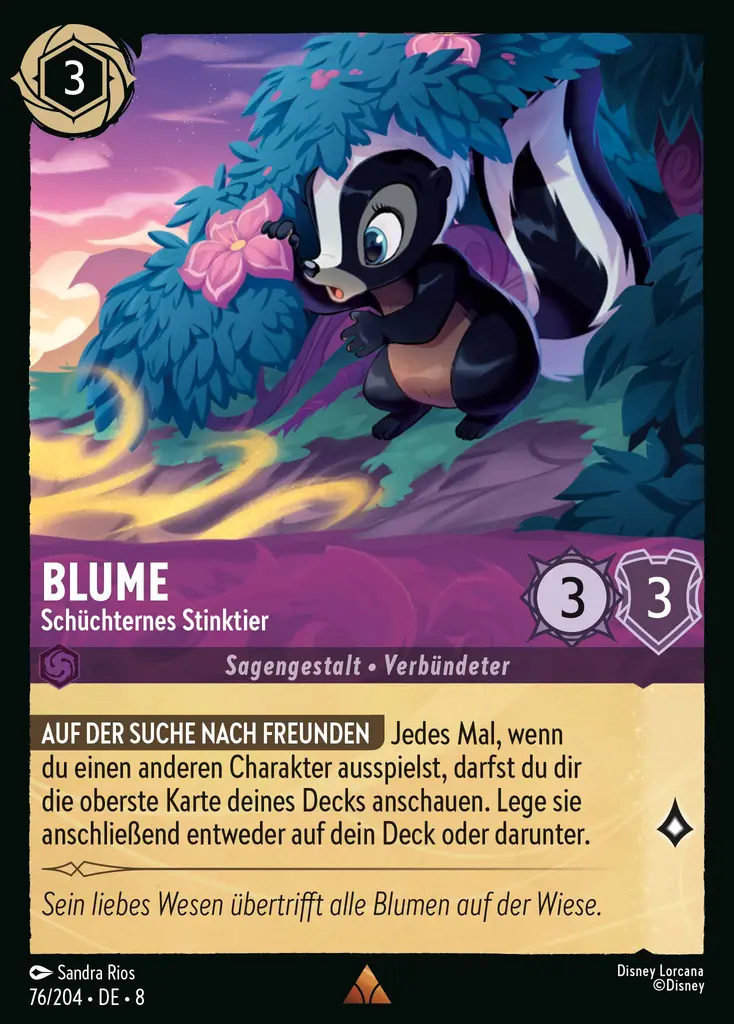 3
BLUME
Schüchternes Stinktier
3
3
Sagengestalt • Verbündeter
AUF DER SUCHE NACH FREUNDEN Jedes Mal, wenn
du einen anderen Charakter ausspielst, darfst du dir
die oberste Karte deines Decks anschauen. Lege sie
anschließend entweder auf dein Deck oder darunter.
Sein liebes Wesen übertrifft alle Blumen auf der Wiese.
Sandra Rios
76/204 • DE • 8
Disney Lorcana
©Disney